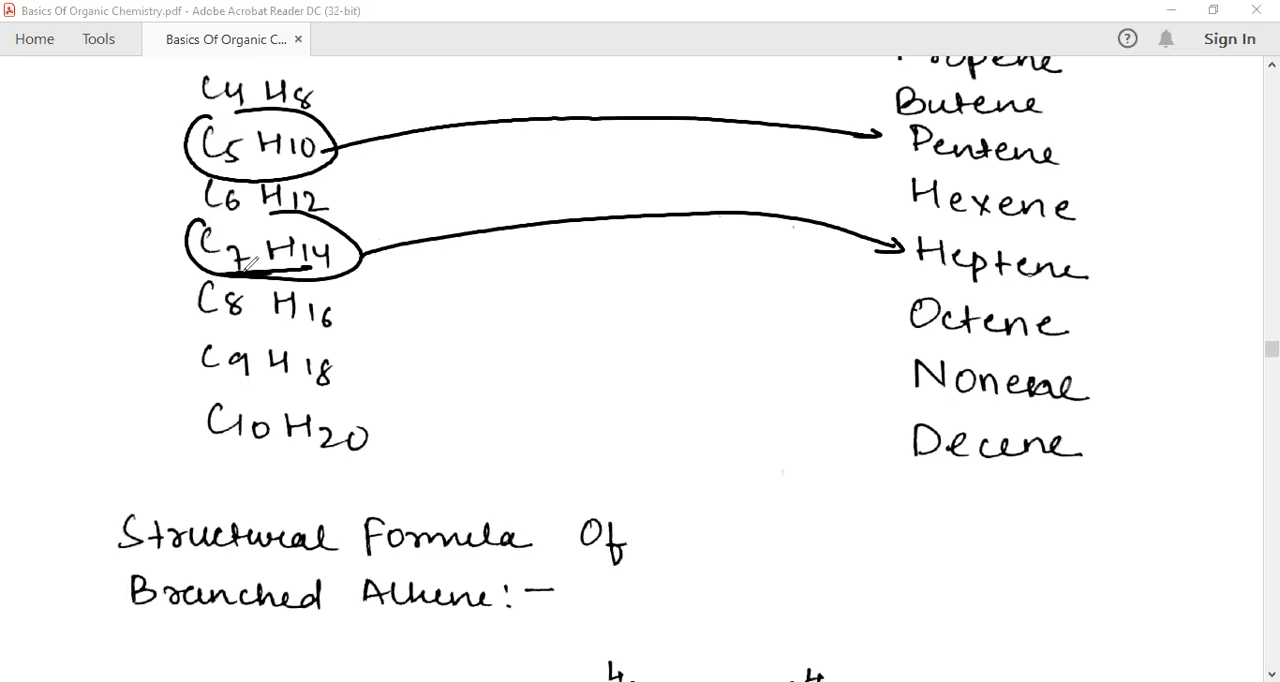 Basics Of Organic Chemistry.pdf - Adobe Acrobat Reader DC (32-bit)
Home Tools Basics Of Organic C... × Sign In
Propene
C4 H8 Butene
C5 H10 Pentene
C6 H12 Hexene
C7 H14 Heptene
C8 H16 Octene
C9 H18 Nonene
C10 H20 Decene
Structural Formula Of
Branched Alkene:-